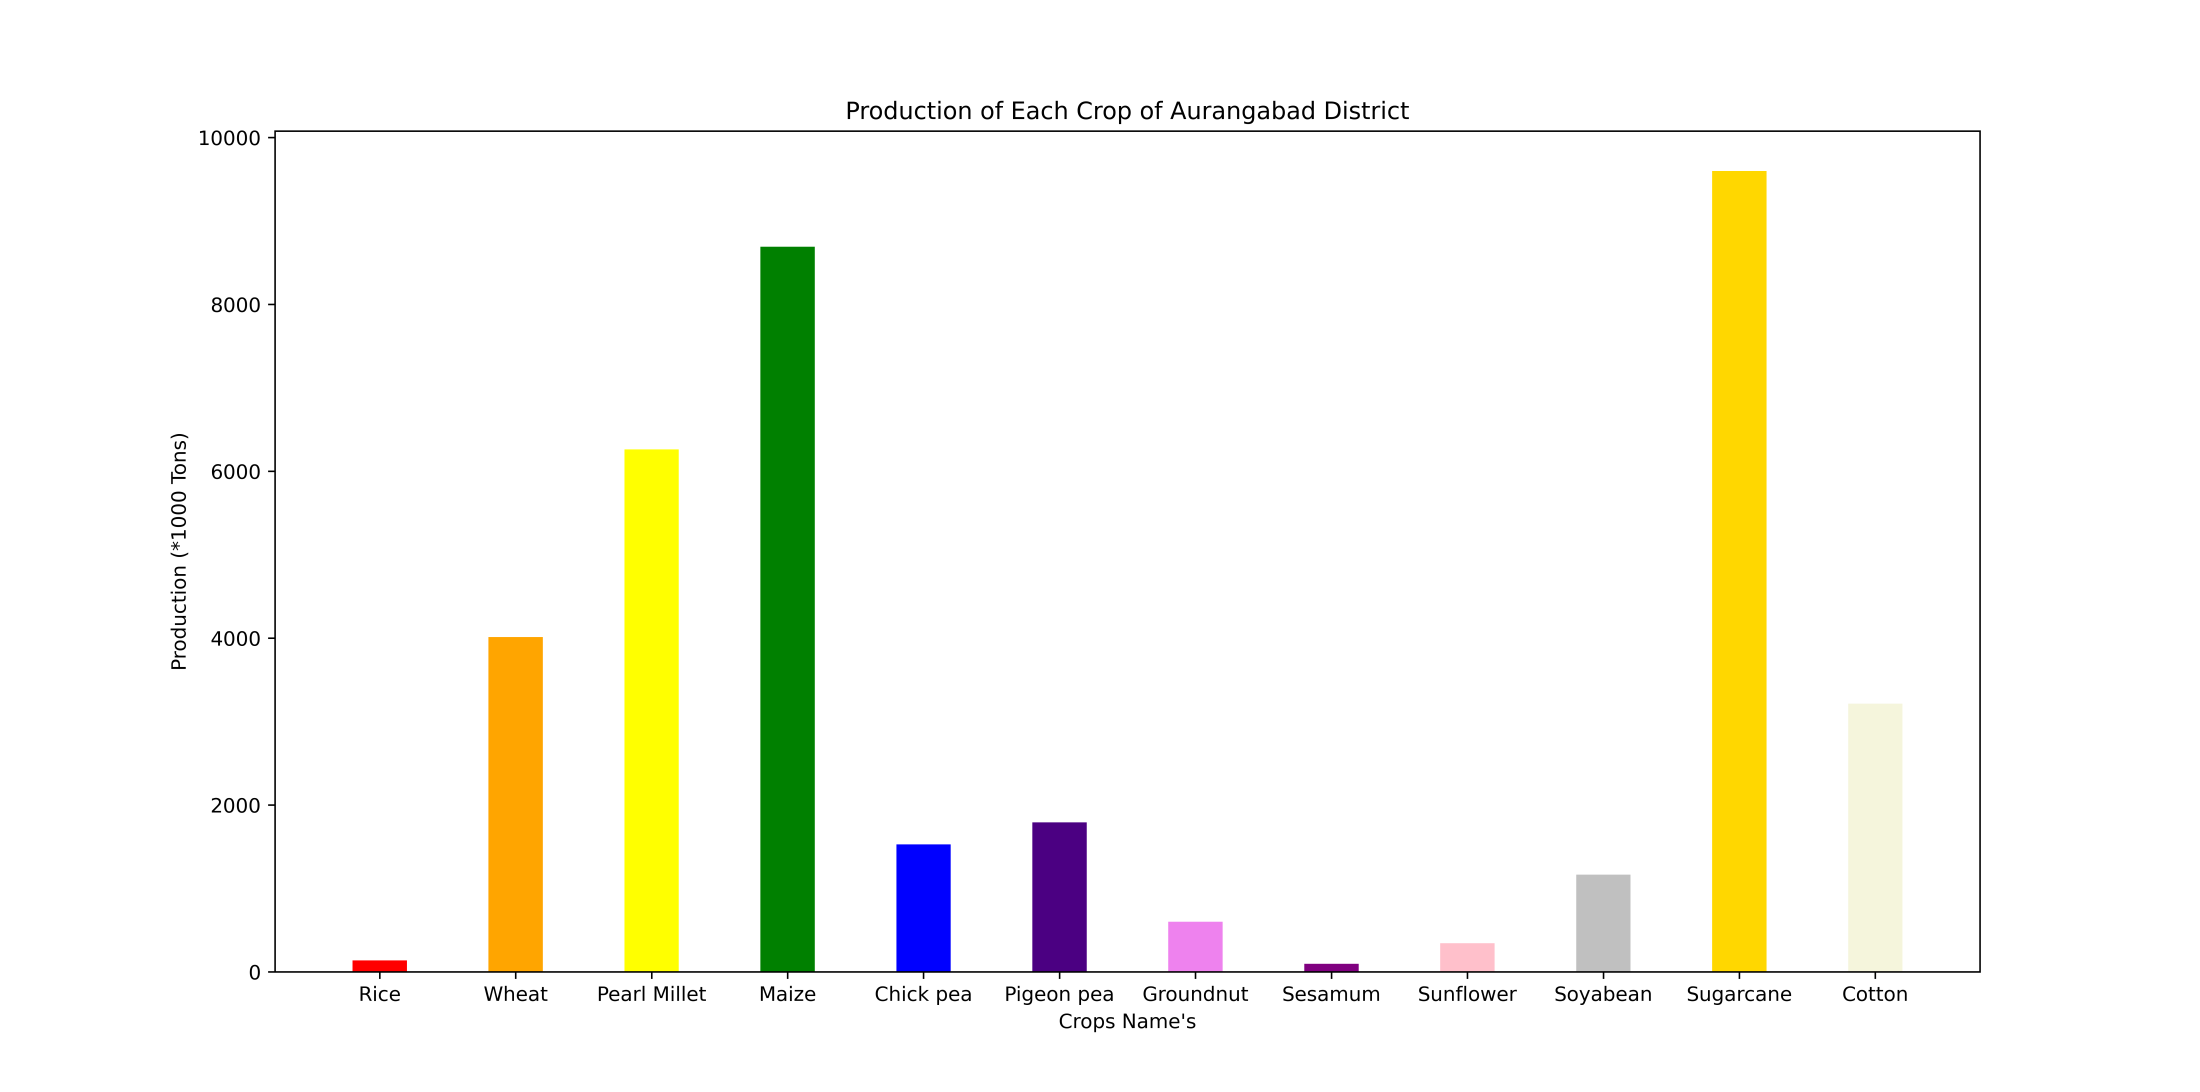 Production of Each Crop of Aurangabad District
10000
8000
6000
4000
2000
0
Production (*1000 Tons)
Rice Wheat Pearl Millet Maize Chick pea Pigeon pea Groundnut Sesamum Sunflower Soyabean Sugarcane Cotton
Crops Name's